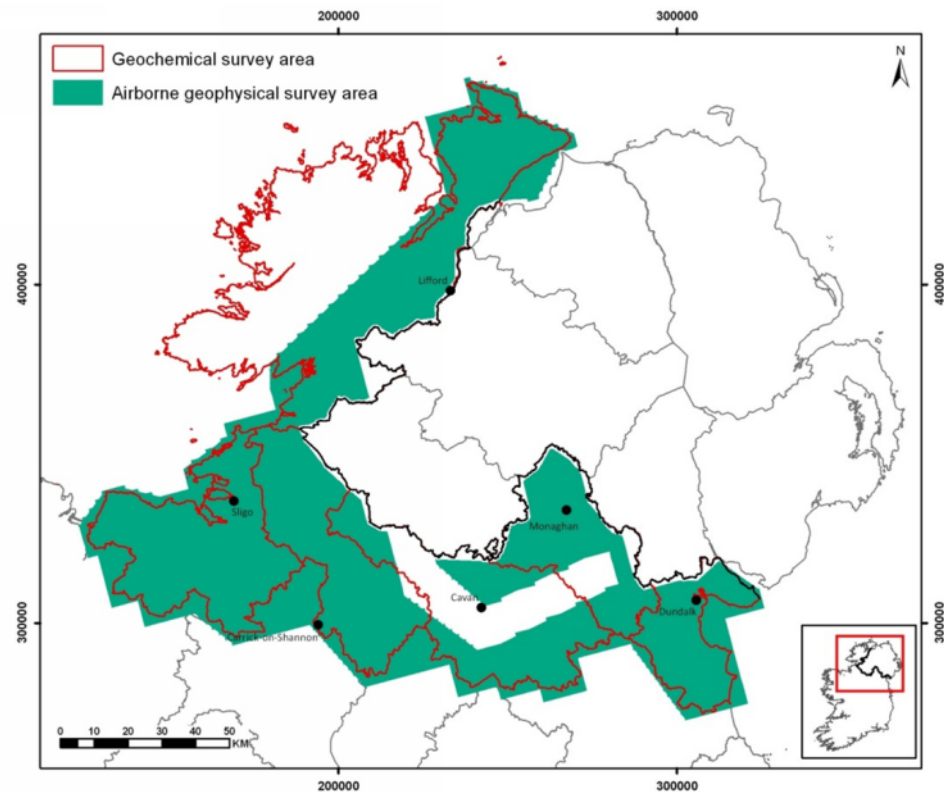 200000 300000
Geochemical survey area
Airborne geophysical survey area
N
400000 400000
Lifford
Sligo
Monaghan
Cavan
Dundalk
300000 300000
Carrick-on-Shannon
0 10 20 30 40 50
KM
200000 300000